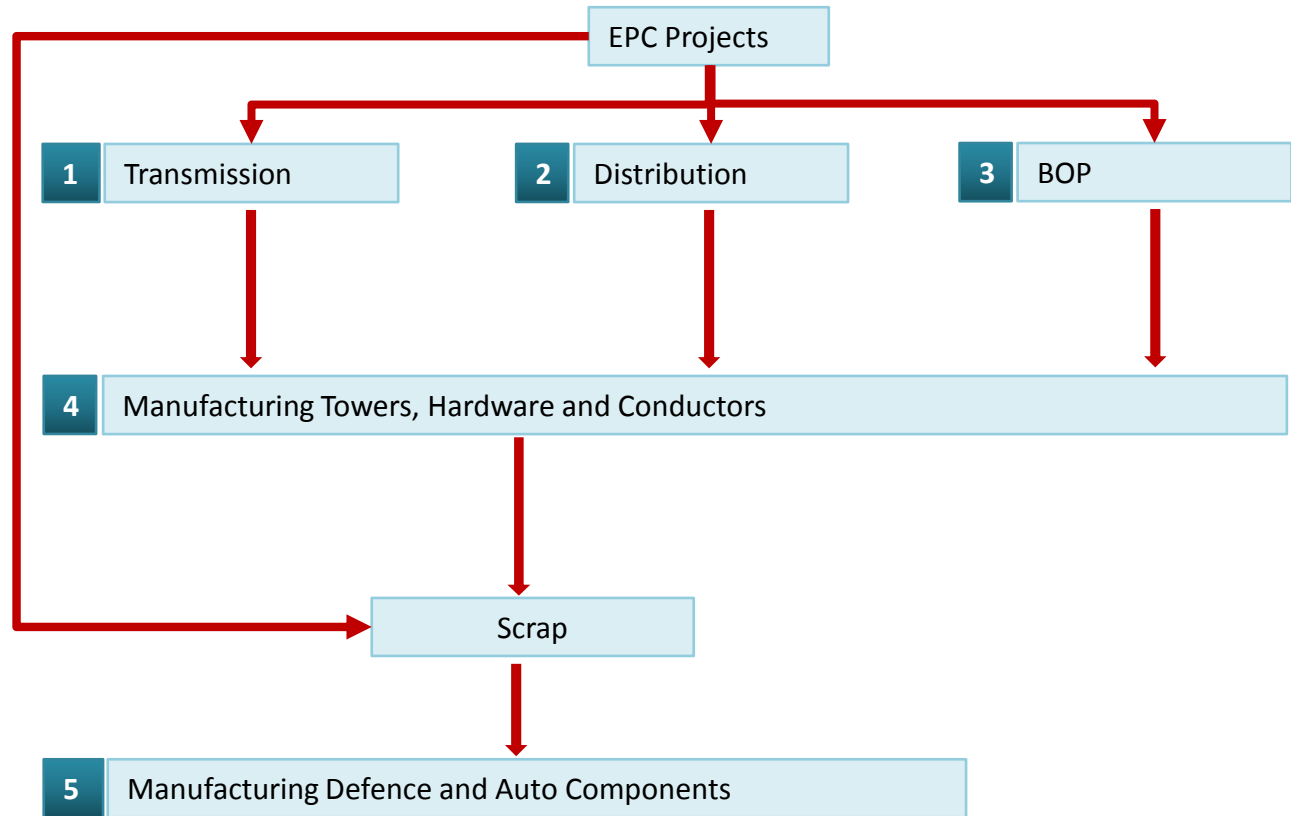 EPC Projects
1 Transmission
2 Distribution
3 BOP
4 Manufacturing Towers, Hardware and Conductors
Scrap
5 Manufacturing Defence and Auto Components